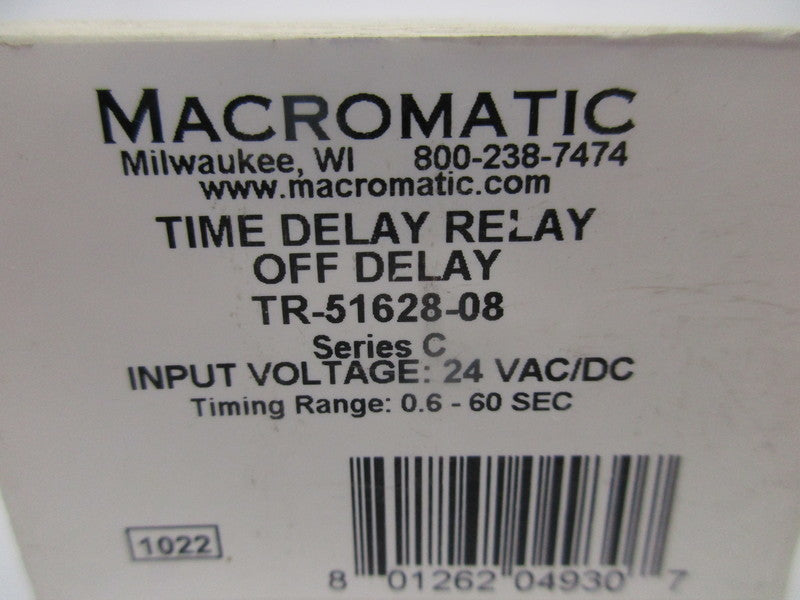 MACROMATIC
Milwaukee, WI 800-238-7474
www.macromatic.com
TIME DELAY RELAY
OFF DELAY
TR-51628-08
Series C
INPUT VOLTAGE: 24 VAC/DC
Timing Range: 0.6 - 60 SEC
1022
8 01262 04930 7